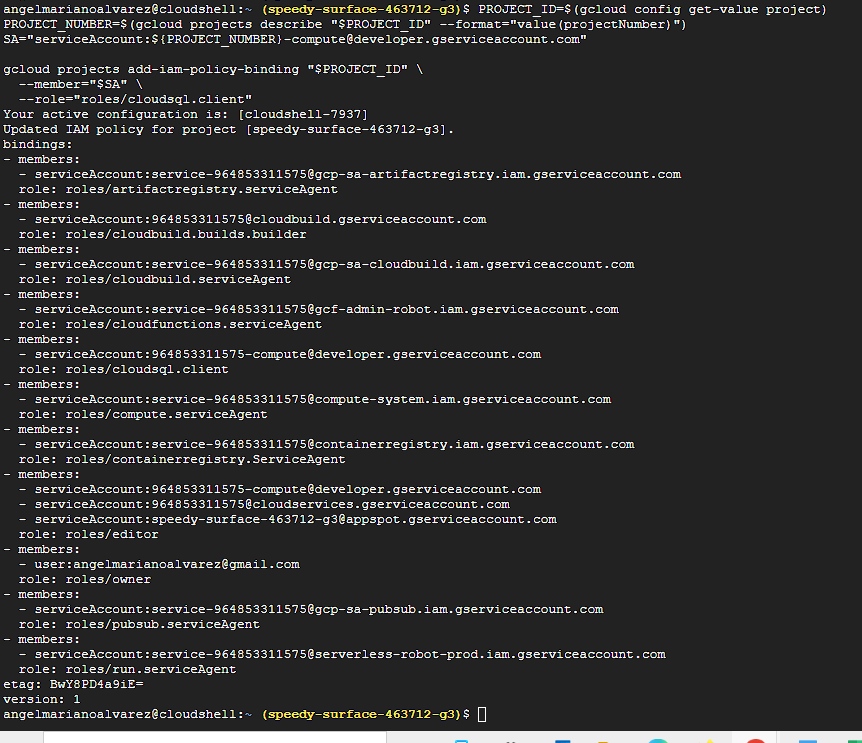 angelmarianoalvarez@cloudshell:~ (speedy-surface-463712-g3)$ PROJECT_ID=$(gcloud config get-value project)
PROJECT_NUMBER=$(gcloud projects describe "$PROJECT_ID" --format="value(projectNumber)")
SA="serviceAccount:${PROJECT_NUMBER}-compute@developer.gserviceaccount.com"
gcloud projects add-iam-policy-binding "$PROJECT_ID" \
  --member="$SA" \
  --role="roles/cloudsql.client"
Your active configuration is: [cloudshell-7937]
Updated IAM policy for project [speedy-surface-463712-g3].
bindings:
- members:
  - serviceAccount:service-964853311575@gcp-sa-artifactregistry.iam.gserviceaccount.com
  role: roles/artifactregistry.serviceAgent
- members:
  - serviceAccount:964853311575@cloudbuild.gserviceaccount.com
  role: roles/cloudbuild.builds.builder
- members:
  - serviceAccount:service-964853311575@gcp-sa-cloudbuild.iam.gserviceaccount.com
  role: roles/cloudbuild.serviceAgent
- members:
  - serviceAccount:service-964853311575@gcf-admin-robot.iam.gserviceaccount.com
  role: roles/cloudfunctions.serviceAgent
- members:
  - serviceAccount:964853311575-compute@developer.gserviceaccount.com
  role: roles/cloudsql.client
- members:
  - serviceAccount:service-964853311575@compute-system.iam.gserviceaccount.com
  role: roles/compute.serviceAgent
- members:
  - serviceAccount:service-964853311575@containerregistry.iam.gserviceaccount.com
  role: roles/containerregistry.ServiceAgent
- members:
  - serviceAccount:964853311575-compute@developer.gserviceaccount.com
  - serviceAccount:964853311575@cloudservices.gserviceaccount.com
  - serviceAccount:speedy-surface-463712-g3@appspot.gserviceaccount.com
  role: roles/editor
- members:
  - user:angelmarianoalvarez@gmail.com
  role: roles/owner
- members:
  - serviceAccount:service-964853311575@gcp-sa-pubsub.iam.gserviceaccount.com
  role: roles/pubsub.serviceAgent
- members:
  - serviceAccount:service-964853311575@serverless-robot-prod.iam.gserviceaccount.com
  role: roles/run.serviceAgent
etag: BwY8PD4a9iE=
version: 1
angelmarianoalvarez@cloudshell:~ (speedy-surface-463712-g3)$